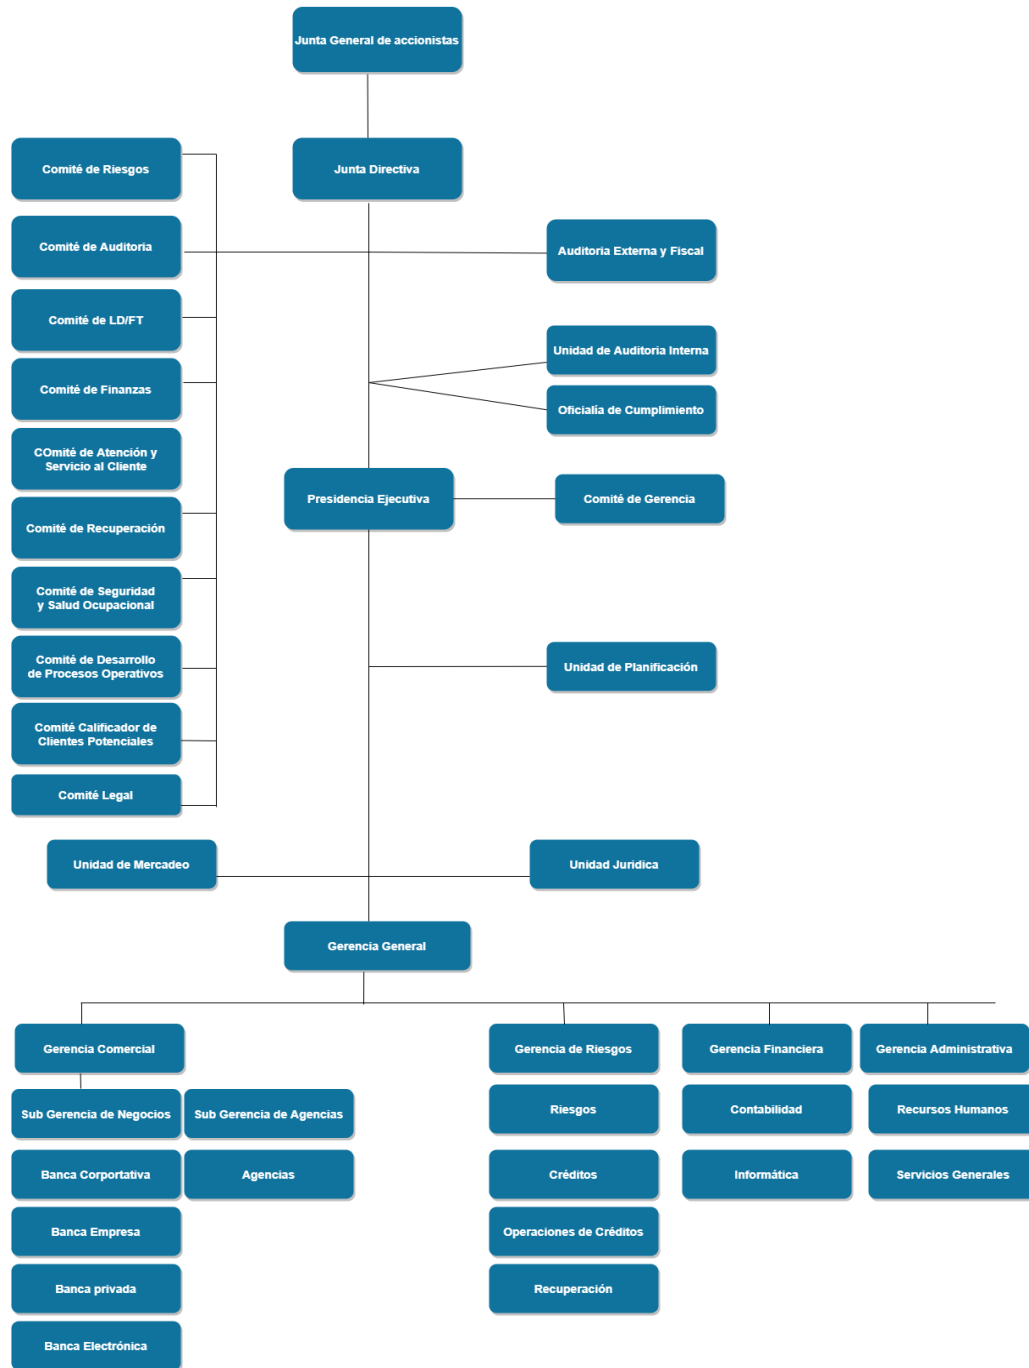 Junta General de accionistas
Junta Directiva
Comité de Riesgos
Comité de Auditoria
Auditoria Externa y Fiscal
Comité de LD/FT
Unidad de Auditoria Interna
Comité de Finanzas
Oficialía de Cumplimiento
COmité de Atención y
Servicio al Cliente
Presidencia Ejecutiva
Comité de Gerencia
Comité de Recuperación
Comité de Seguridad
y Salud Ocupacional
Comité de Desarrollo
de Procesos Operativos
Unidad de Planificación
Comité Calificador de
Clientes Potenciales
Comité Legal
Unidad de Mercadeo
Unidad Juridica
Gerencia General
Gerencia Comercial
Gerencia de Riesgos
Gerencia Financiera
Gerencia Administrativa
Sub Gerencia de Negocios
Sub Gerencia de Agencias
Riesgos
Contabilidad
Recursos Humanos
Banca Corportativa
Agencias
Créditos
Informática
Servicios Generales
Banca Empresa
Operaciones de Créditos
Banca privada
Recuperación
Banca Electrónica